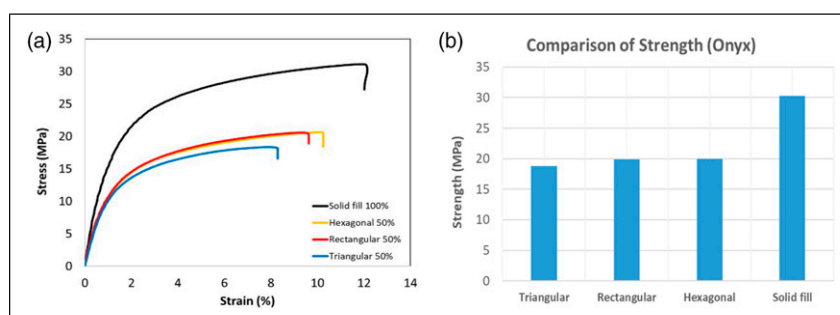 (a)
35
30
25
20
15
10
5
0
Stress (MPa)
Solid fill 100%
Hexagonal 50%
Rectangular 50%
Triangular 50%
0 2 4 6 8 10 12 14
Strain (%)
(b)
Comparison of Strength (Onyx)
35
30
25
20
15
10
5
0
Strength (MPa)
Triangular Rectangular Hexagonal Solid fill